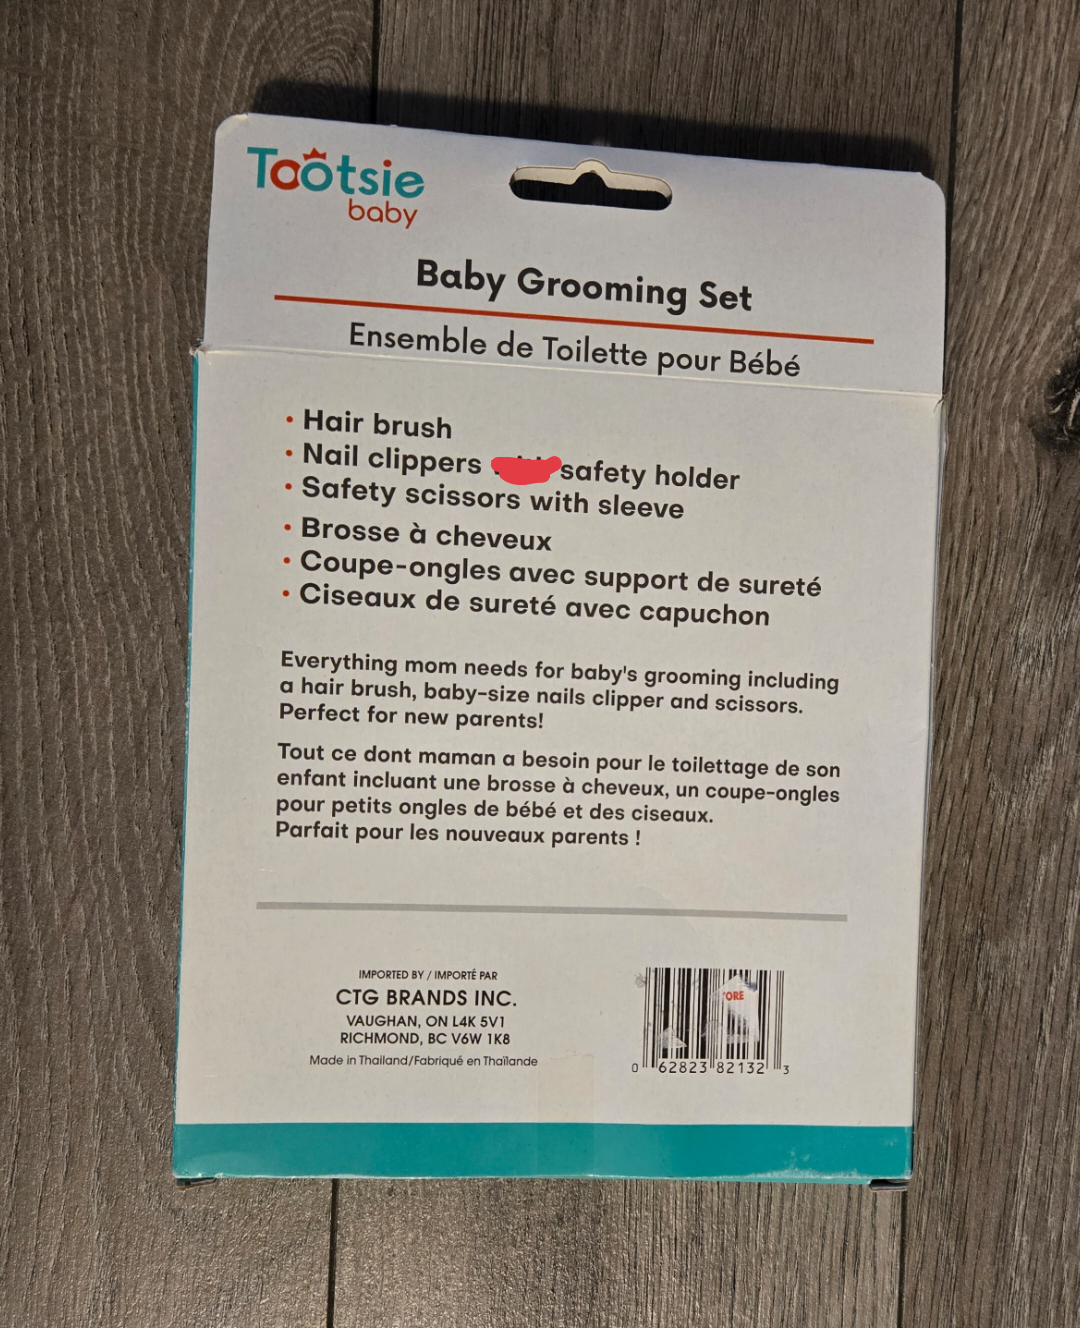 Tootsie
baby
Baby Grooming Set
Ensemble de Toilette pour Bébé
• Hair brush
• Nail clippers safety holder
• Safety scissors with sleeve
• Brosse à cheveux
• Coupe-ongles avec support de sureté
• Ciseaux de sureté avec capuchon
Everything mom needs for baby's grooming including
a hair brush, baby-size nails clipper and scissors.
Perfect for new parents!
Tout ce dont maman a besoin pour le toilettage de son
enfant incluant une brosse à cheveux, un coupe-ongles
pour petits ongles de bébé et des ciseaux.
Parfait pour les nouveaux parents !
IMPORTED BY / IMPORTÉ PAR
CTG BRANDS INC.
VAUGHAN, ON L4K 5V1
RICHMOND, BC V6W 1K8
Made in Thailand/Fabriqué en Thaïlande
0 62823 82132 3